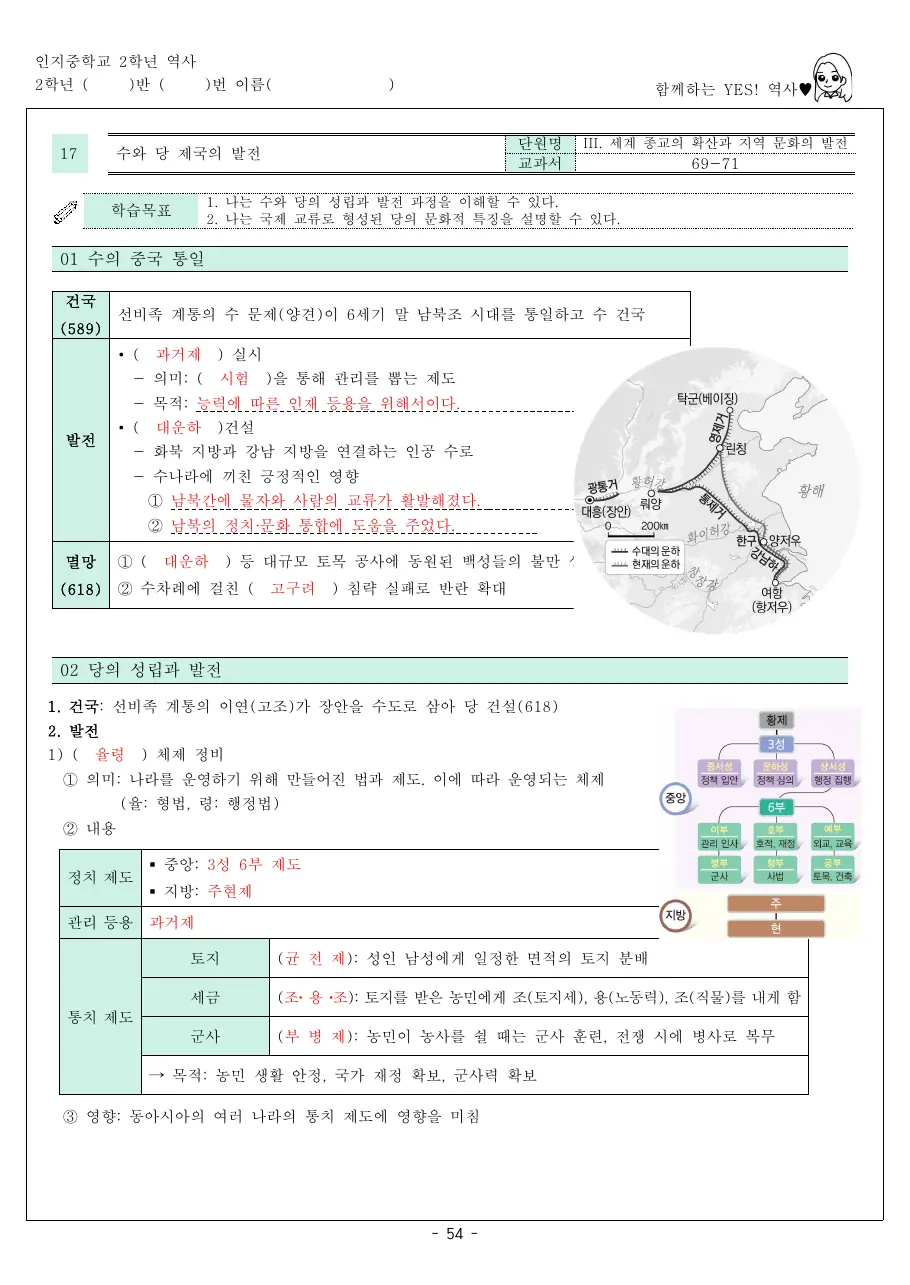 인지중학교 2학년 역사
2학년 (    )반 (    )번 이름(            )
함께하는 YES! 역사♥
17
수와 당 제국의 발전
단원명
III. 세계 종교의 확산과 지역 문화의 발전
교과서
69-71
학습목표
1. 나는 수와 당의 성립과 발전 과정을 이해할 수 있다.
2. 나는 국제 교류로 형성된 당의 문화적 특징을 설명할 수 있다.
01 수의 중국 통일
건국
(589)
선비족 계통의 수 문제(양견)이 6세기 말 남북조 시대를 통일하고 수 건국
발전
• ( 과거제 ) 실시
- 의미: ( 시험 )을 통해 관리를 뽑는 제도
- 목적: 능력에 따른 인재 등용을 위해서이다.
• ( 대운하 )건설
- 화북 지방과 강남 지방을 연결하는 인공 수로
- 수나라에 끼친 긍정적인 영향
① 남북간에 물자와 사람의 교류가 활발해졌다.
② 남북의 정치·문화 통합에 도움을 주었다.
멸망
(618)
① ( 대운하 ) 등 대규모 토목 공사에 동원된 백성들의 불만
② 수차례에 걸친 ( 고구려 ) 침략 실패로 반란 확대
탁군(베이징)
영제거
린칭
황해
황허강
광통거
대흥(장안)
뤄양
통제거
0 200㎞
화이허강
한구
양저우
강남하
수대의 운하
현재의 운하
창장강
여항
(항저우)
02 당의 성립과 발전
1. 건국: 선비족 계통의 이연(고조)가 장안을 수도로 삼아 당 건설(618)
2. 발전
1) ( 율령 ) 체제 정비
① 의미: 나라를 운영하기 위해 만들어진 법과 제도. 이에 따라 운영되는 체제
(율: 형법, 령: 행정법)
② 내용
황제
3성
중서성
정책 입안
문하성
정책 심의
상서성
행정 집행
중앙
6부
이부
관리 인사
호부
호적, 재정
예부
외교, 교육
병부
군사
형부
사법
공부
토목, 건축
지방
주
현
정치 제도
▪ 중앙: 3성 6부 제도
▪ 지방: 주현제
관리 등용
과거제
통치 제도
토지
(균 전 제): 성인 남성에게 일정한 면적의 토지 분배
세금
(조· 용 ·조): 토지를 받은 농민에게 조(토지세), 용(노동력), 조(직물)를 내게 함
군사
(부 병 제): 농민이 농사를 쉴 때는 군사 훈련, 전쟁 시에 병사로 복무
→ 목적: 농민 생활 안정, 국가 재정 확보, 군사력 확보
③ 영향: 동아시아의 여러 나라의 통치 제도에 영향을 미침
- 54 -